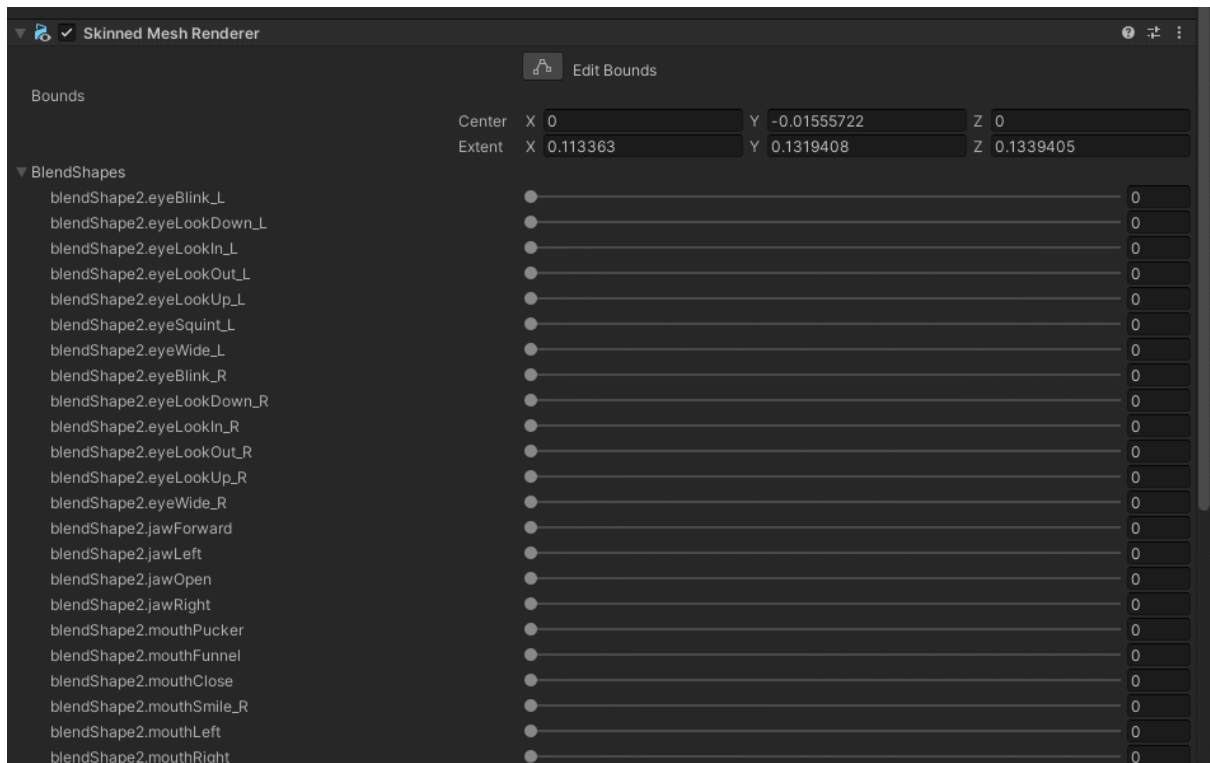 Skinned Mesh Renderer
Edit Bounds
Bounds
Center X 0 Y -0.01555722 Z 0
Extent X 0.113363 Y 0.1319408 Z 0.1339405
BlendShapes
blendShape2.eyeBlink_L 0
blendShape2.eyeLookDown_L 0
blendShape2.eyeLookIn_L 0
blendShape2.eyeLookOut_L 0
blendShape2.eyeLookUp_L 0
blendShape2.eyeSquint_L 0
blendShape2.eyeWide_L 0
blendShape2.eyeBlink_R 0
blendShape2.eyeLookDown_R 0
blendShape2.eyeLookIn_R 0
blendShape2.eyeLookOut_R 0
blendShape2.eyeLookUp_R 0
blendShape2.eyeWide_R 0
blendShape2.jawForward 0
blendShape2.jawLeft 0
blendShape2.jawOpen 0
blendShape2.jawRight 0
blendShape2.mouthPucker 0
blendShape2.mouthFunnel 0
blendShape2.mouthClose 0
blendShape2.mouthSmile_R 0
blendShape2.mouthLeft 0
blendShape2.mouthRight 0